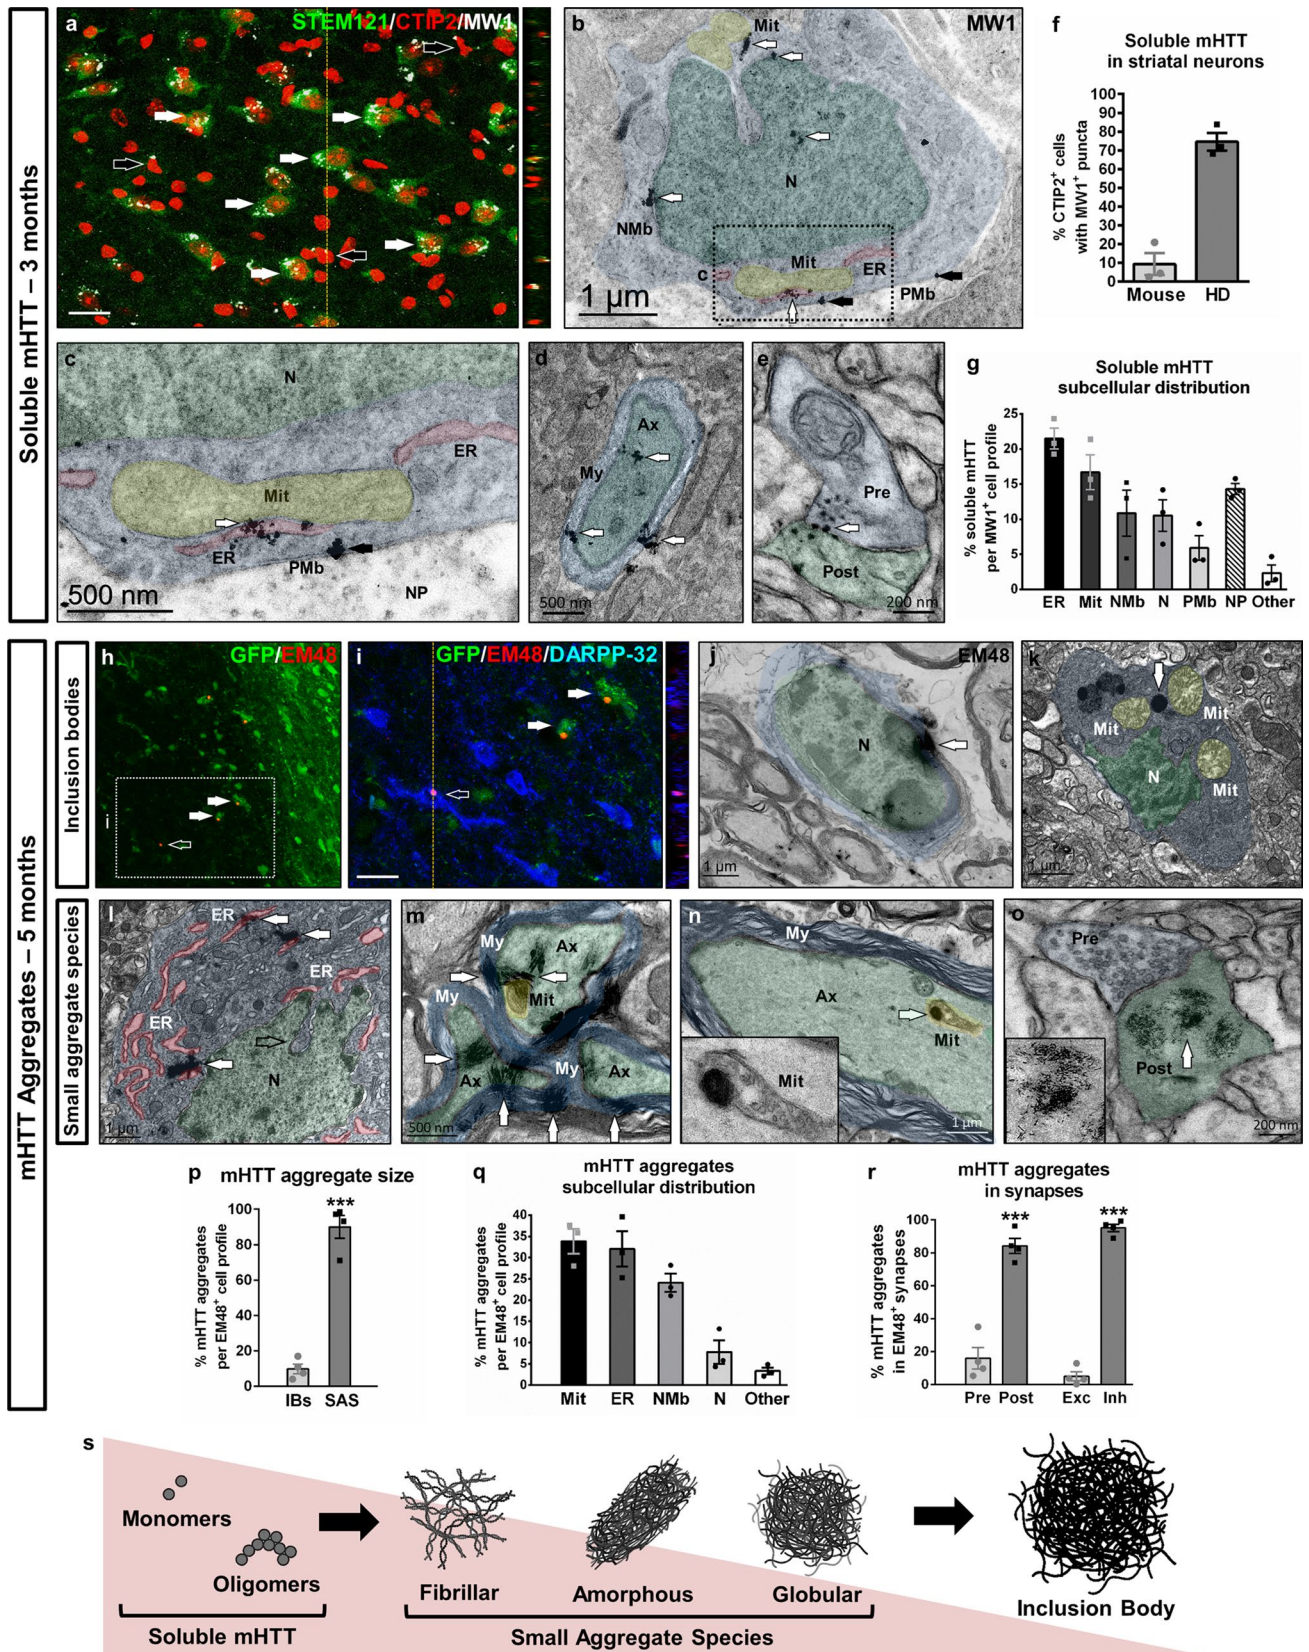 Soluble mHTT – 3 months
a
STEM121/CTIP2/MW1
b
MW1
Mit
N
NMb
Mit
ER
c
PMb
1 µm
f
Soluble mHTT
in striatal neurons
% CTIP2+ cells
with MW1+ puncta
100
90
80
70
60
50
40
30
20
10
0
Mouse HD
c
N
ER
Mit
ER
PMb
NP
500 nm
d
Ax
My
500 nm
e
Pre
Post
200 nm
g
Soluble mHTT
subcellular distribution
% soluble mHTT
per MW1+ cell profile
25
20
15
10
5
0
ER Mit NMb N PMb NP Other
mHTT Aggregates – 5 months
Inclusion bodies
h
GFP/EM48
i
i
GFP/EM48/DARPP-32
j
EM48
N
1 µm
k
Mit
Mit
N
Mit
1 µm
Small aggregate species
l
ER
ER
ER
N
1 µm
m
My
Ax
Mit
My
Ax
My
Ax
500 nm
n
My
Ax
Mit
Mit
1 µm
o
Pre
Post
200 nm
p
mHTT aggregate size
% mHTT aggregates
per EM48+ cell profile
100
80
60
40
20
0
***
IBs SAS
q
mHTT aggregates
subcellular distribution
% mHTT aggregates
per EM48+ cell profile
40
35
30
25
20
15
10
5
0
Mit ER NMb N Other
r
mHTT aggregates
in synapses
% mHTT aggregates
in EM48+ synapses
100
80
60
40
20
0
*** ***
Pre Post Exc Inh
s
Monomers
Oligomers
Soluble mHTT
Fibrillar Amorphous Globular
Small Aggregate Species
Inclusion Body